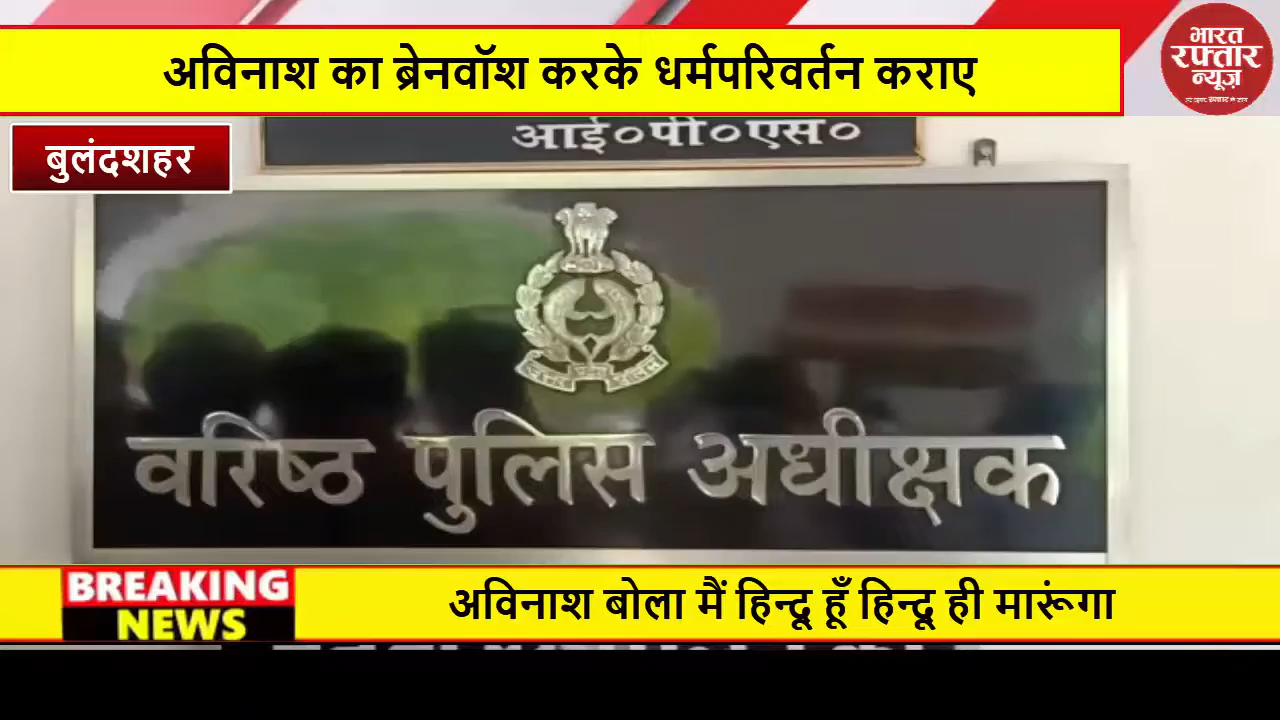 अविनाश का ब्रेनवॉश करके धर्मपरिवर्तन कराए
भारत
रफ्तार
न्यूज़
बुलंदशहर
आई०पी०एस०
वरिष्ठ पुलिस अधीक्षक
BREAKING
NEWS
अविनाश बोला मैं हिन्दू हूँ हिन्दू ही मारूंगा